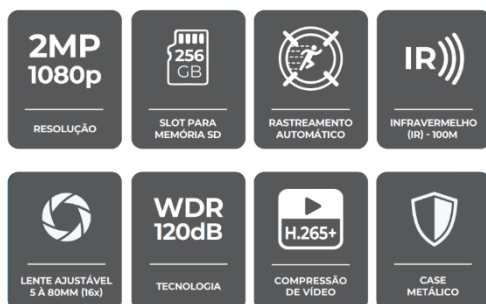 2MP
1080p
RESOLUÇÃO
256
GB
SLOT PARA
MEMÓRIA SD
RASTREAMENTO
AUTOMÁTICO
IR
INFRAVERMELHO
(IR) - 100M
LENTE AJUSTÁVEL
5 À 80MM (16x)
WDR
120dB
TECNOLOGIA
H.265+
COMPRESSÃO
DE VÍDEO
CASE
METÁLICO